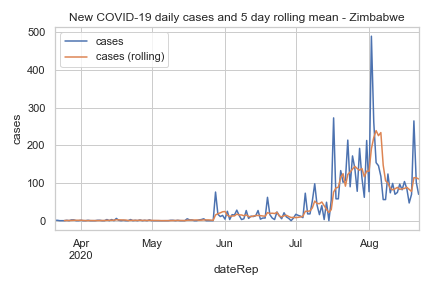 New COVID-19 daily cases and 5 day rolling mean - Zimbabwe
cases
cases (rolling)
500
400
300
200
100
0
cases
Apr
2020
May
Jun
Jul
Aug
dateRep